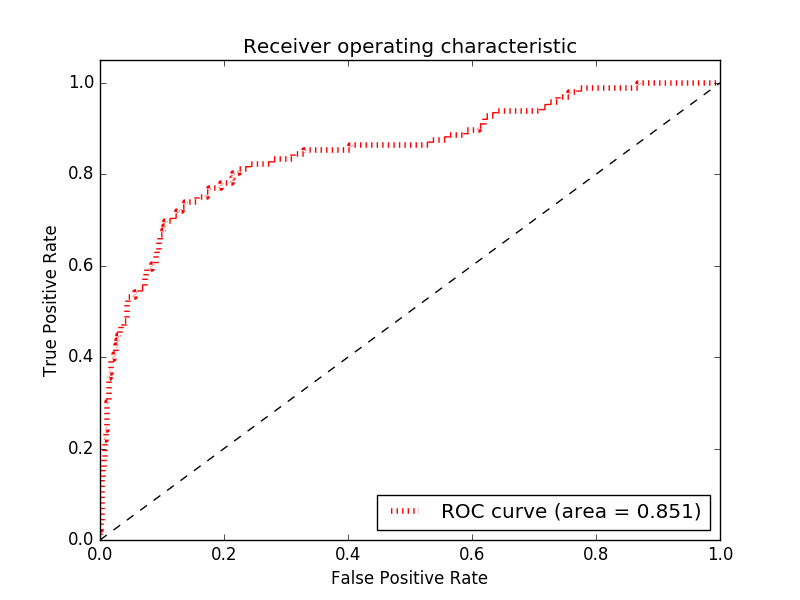 Receiver operating characteristic
1.0
0.8
0.6
0.4
0.2
0.0
True Positive Rate
ROC curve (area = 0.851)
0.0 0.2 0.4 0.6 0.8 1.0
False Positive Rate